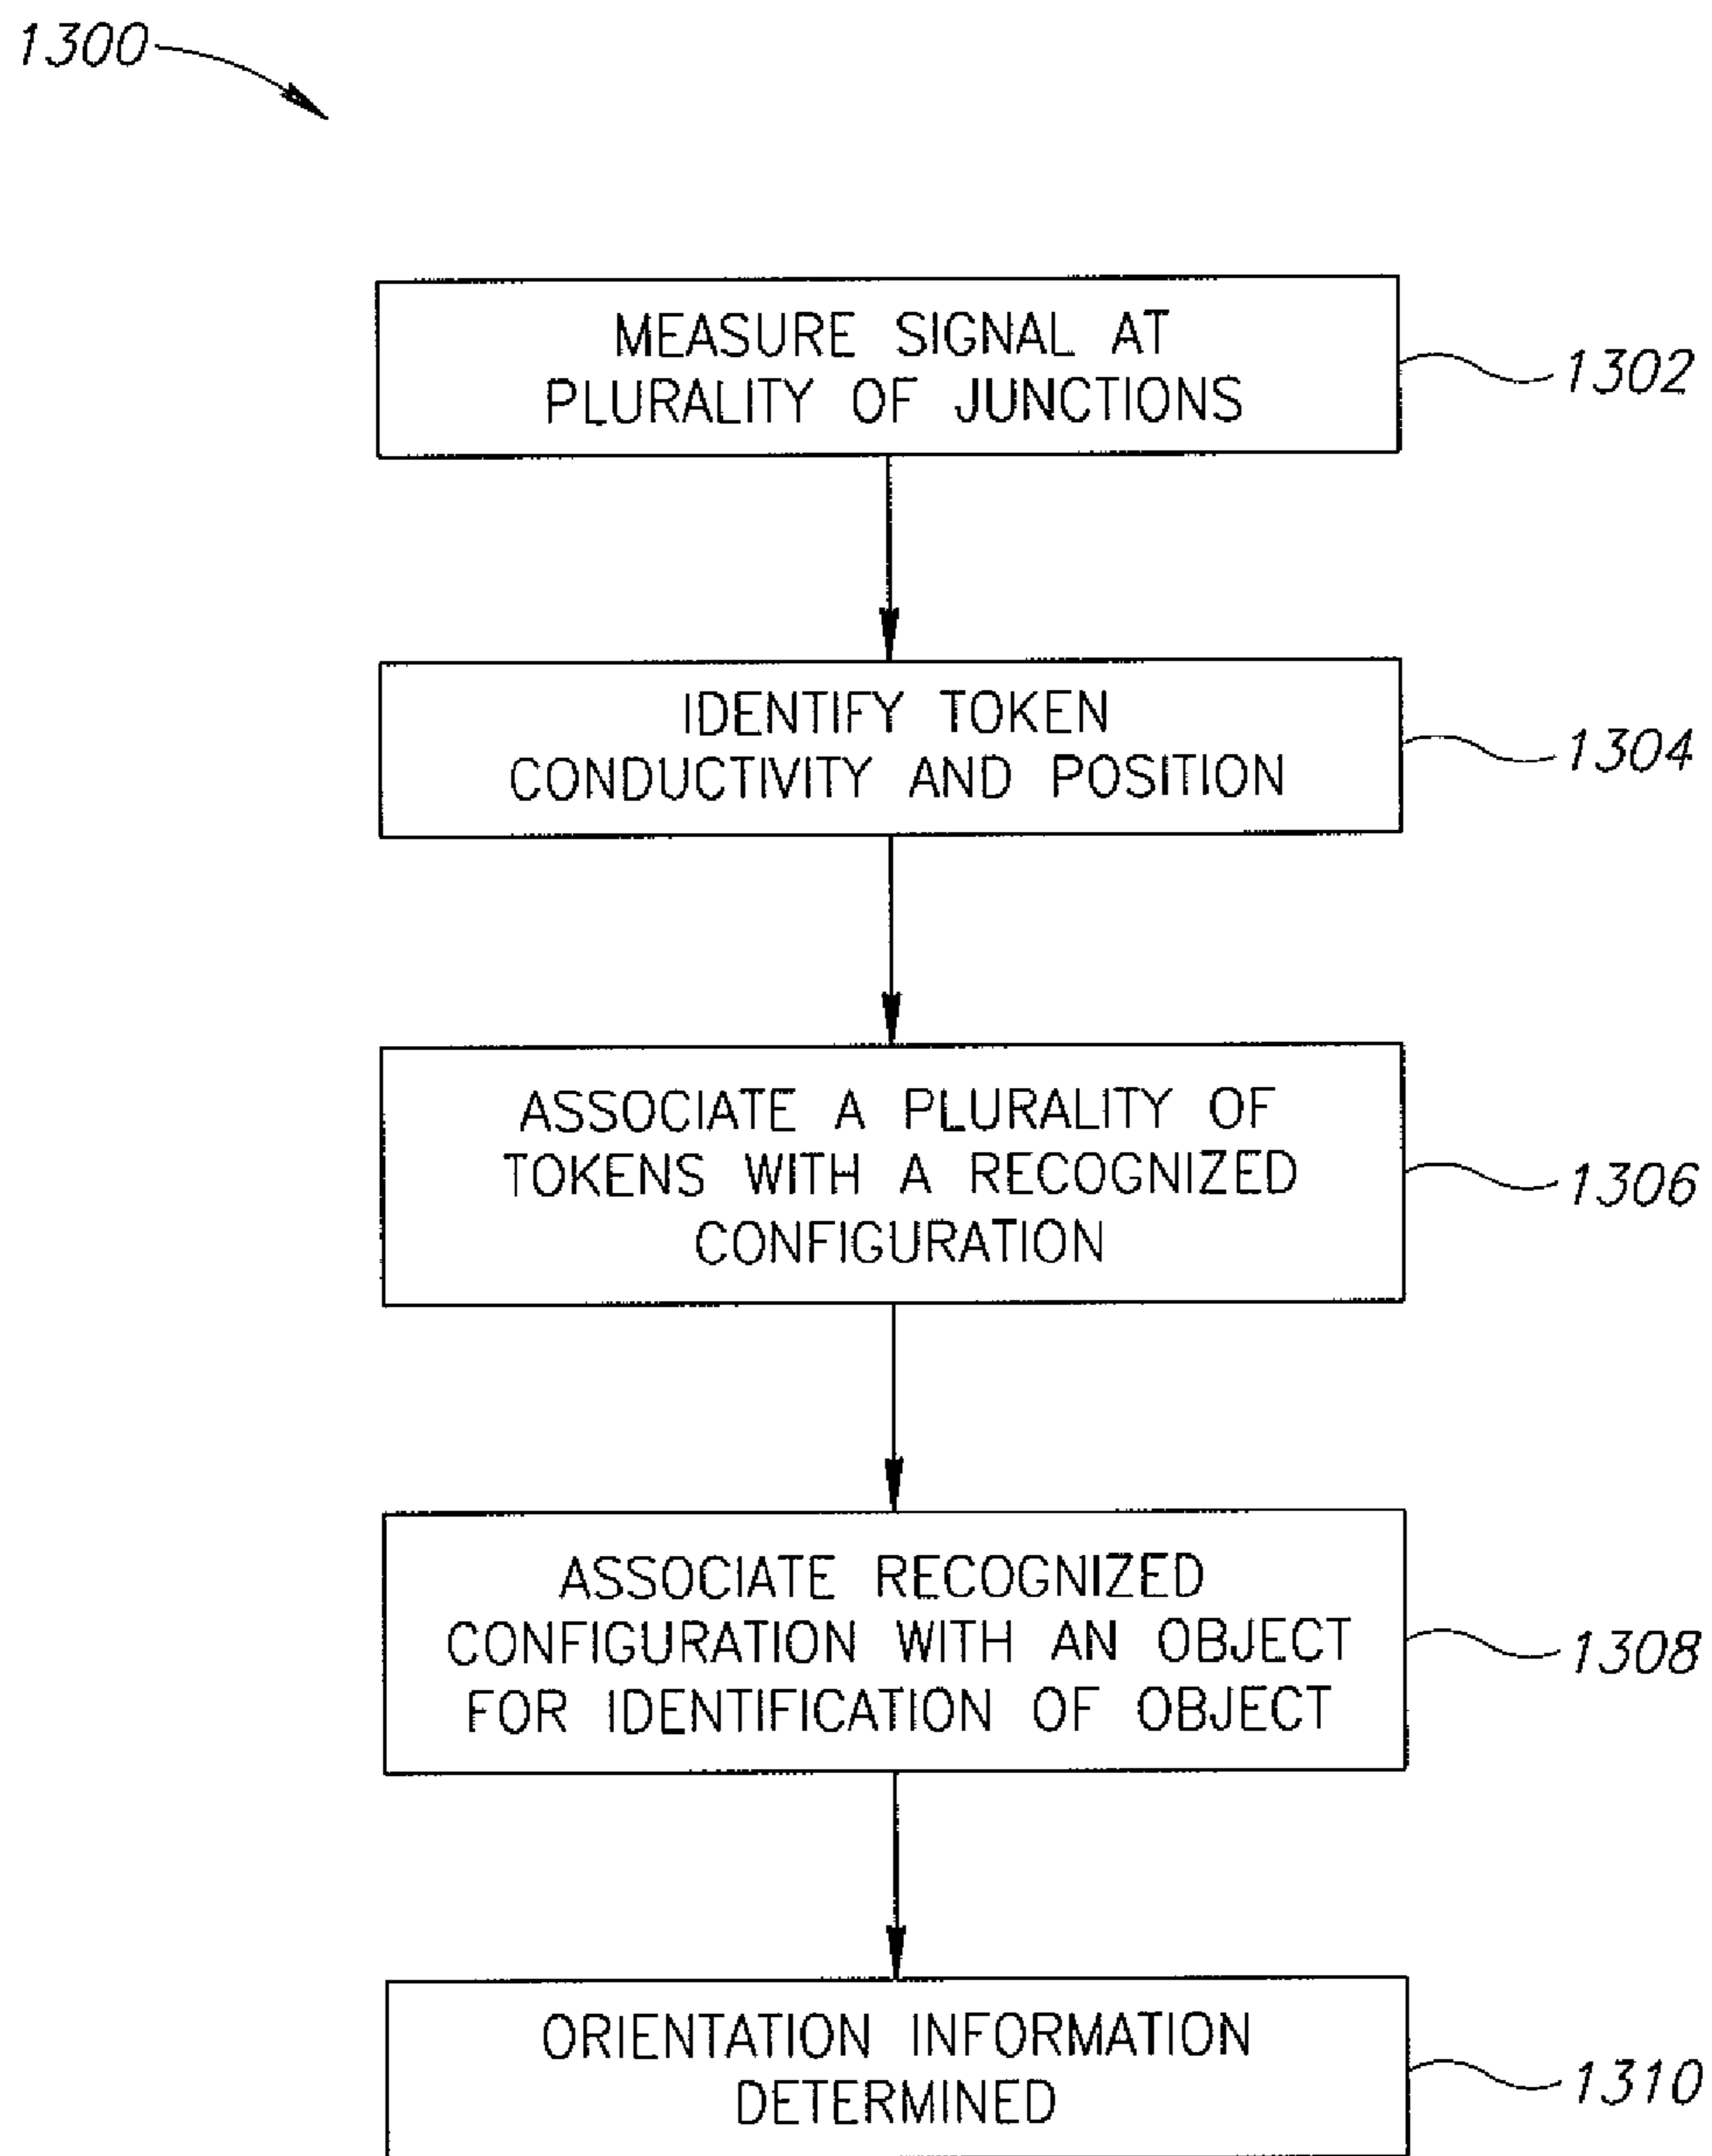 1300
MEASURE SIGNAL AT
PLURALITY OF JUNCTIONS
1302
IDENTIFY TOKEN
CONDUCTIVITY AND POSITION
1304
ASSOCIATE A PLURALITY OF
TOKENS WITH A RECOGNIZED
CONFIGURATION
1306
ASSOCIATE RECOGNIZED
CONFIGURATION WITH AN OBJECT
FOR IDENTIFICATION OF OBJECT
1308
ORIENTATION INFORMATION
DETERMINED
1310